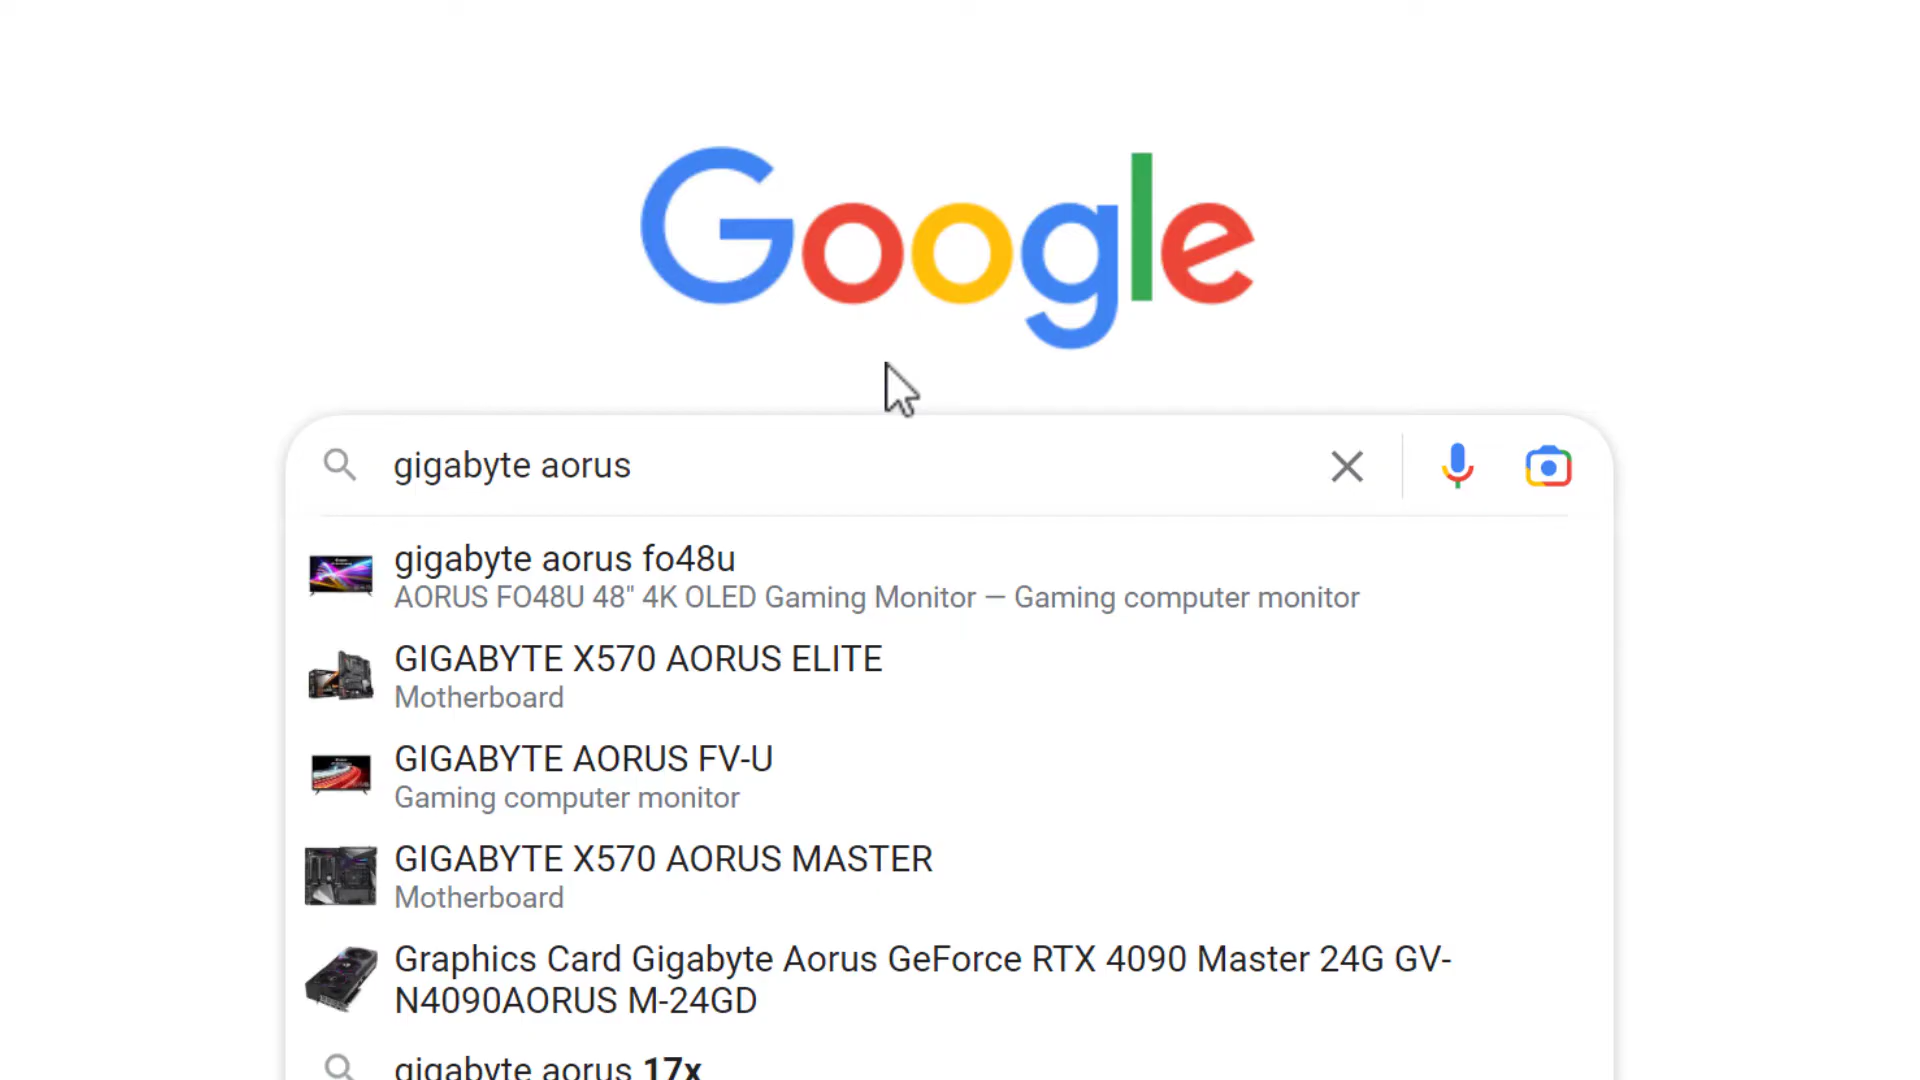 Google
gigabyte aorus
gigabyte aorus fo48u
AORUS FO48U 48" 4K OLED Gaming Monitor — Gaming computer monitor
GIGABYTE X570 AORUS ELITE
Motherboard
GIGABYTE AORUS FV-U
Gaming computer monitor
GIGABYTE X570 AORUS MASTER
Motherboard
Graphics Card Gigabyte Aorus GeForce RTX 4090 Master 24G GV-
N4090AORUS M-24GD
gigabyte aorus 17x